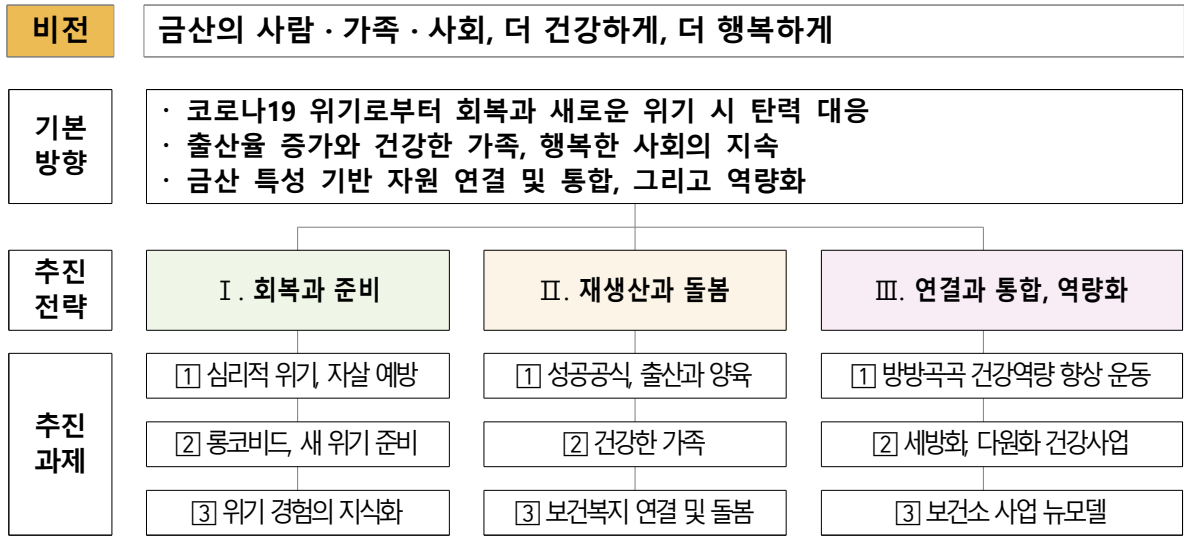 비전
금산의 사람 · 가족 · 사회, 더 건강하게, 더 행복하게
기본
방향
· 코로나19 위기로부터 회복과 새로운 위기 시 탄력 대응
· 출산율 증가와 건강한 가족, 행복한 사회의 지속
· 금산 특성 기반 자원 연결 및 통합, 그리고 역량화
추진
전략
Ⅰ. 회복과 준비
Ⅱ. 재생산과 돌봄
Ⅲ. 연결과 통합, 역량화
추진
과제
1 심리적 위기, 자살 예방
1 성공공식, 출산과 양육
1 방방곡곡 건강역량 향상 운동
2 롱코비드, 새 위기 준비
2 건강한 가족
2 세방화, 다원화 건강사업
3 위기 경험의 지식화
3 보건복지 연결 및 돌봄
3 보건소 사업 뉴모델